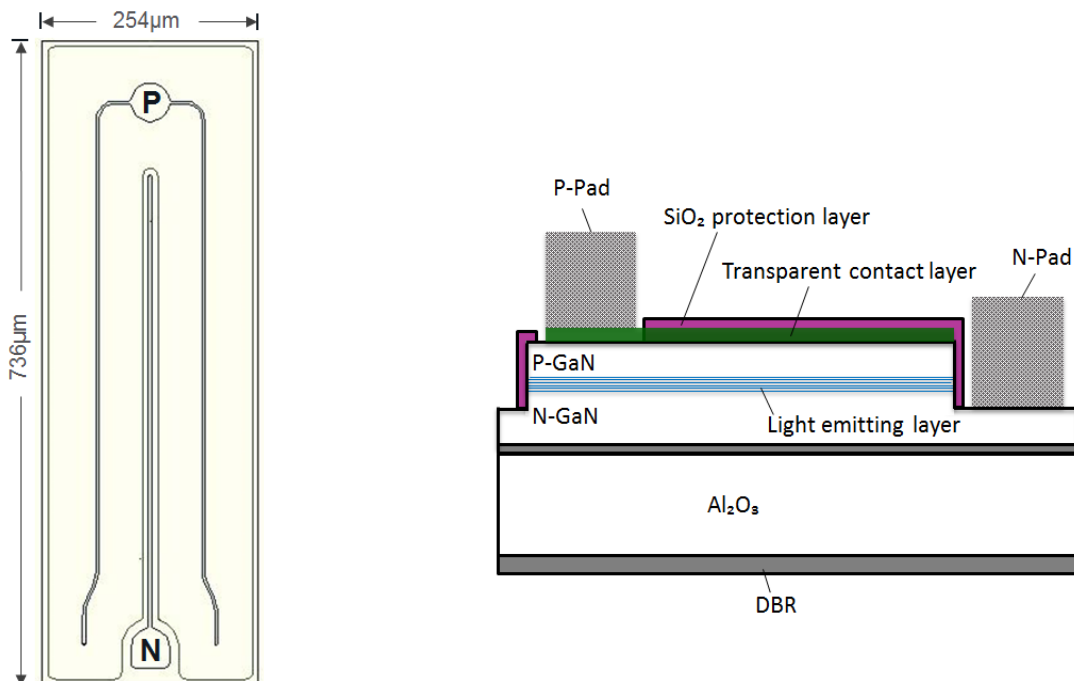 254μm
P
736μm
N
P-Pad
SiO₂ protection layer
Transparent contact layer
N-Pad
P-GaN
N-GaN
Light emitting layer
Al₂O₃
DBR